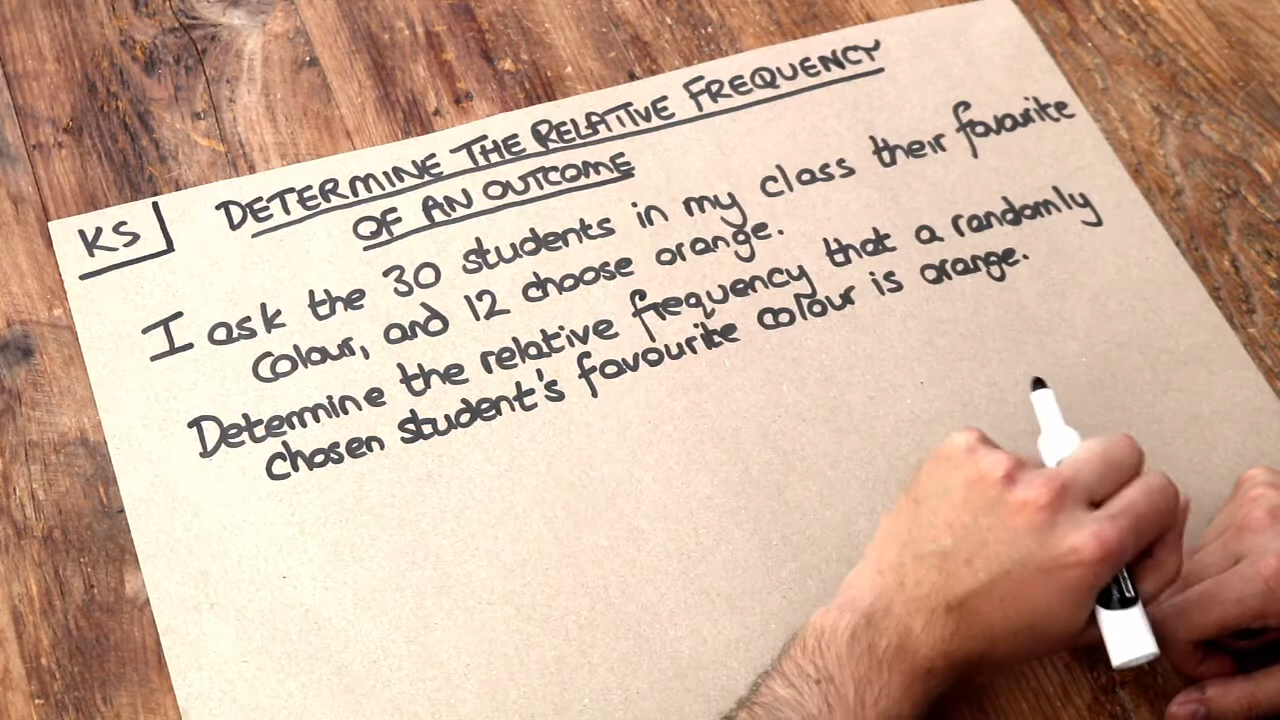 KS
DETERMINE THE RELATIVE FREQUENCY
OF AN OUTCOME
I ask the 30 students in my class their favourite
colour, and 12 choose orange.
Determine the relative frequency that a randomly
chosen student's favourite colour is orange.